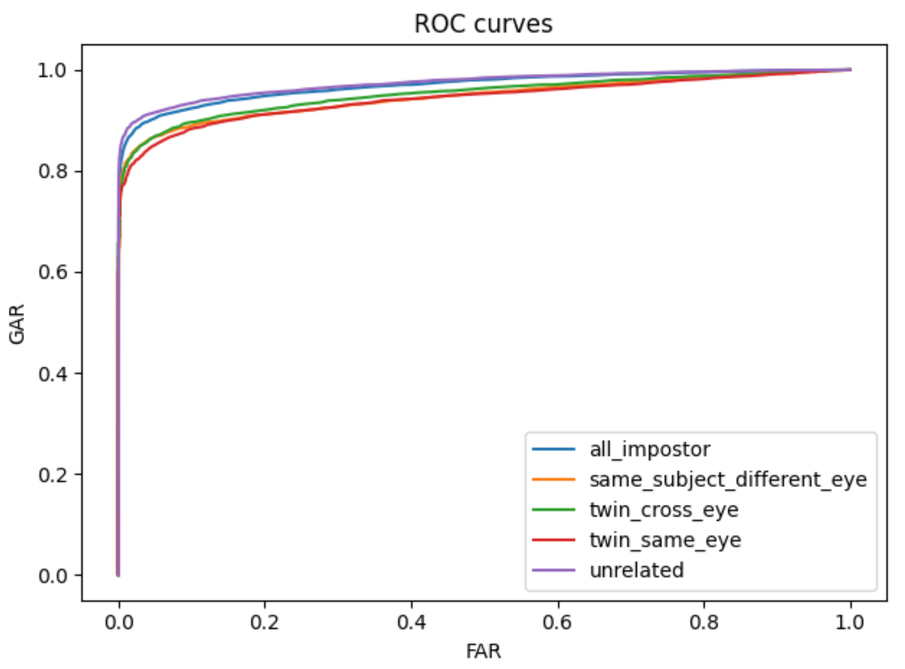 ROC curves
GAR
1.0
0.8
0.6
0.4
0.2
0.0
all_impostor
same_subject_different_eye
twin_cross_eye
twin_same_eye
unrelated
0.0 0.2 0.4 0.6 0.8 1.0
FAR